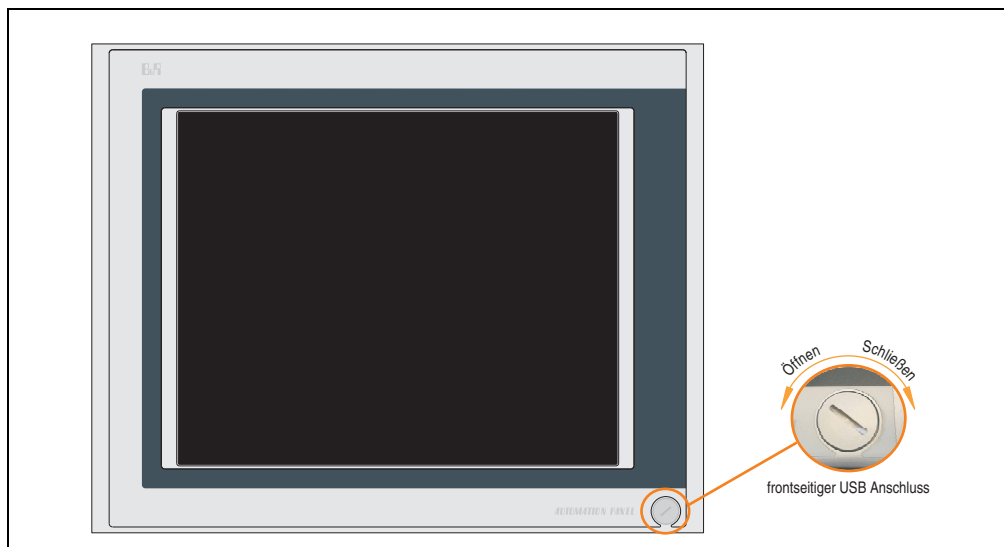 B&R
Öffnen
Schließen
frontseitiger USB Anschluss
AUTOMATION PANEL